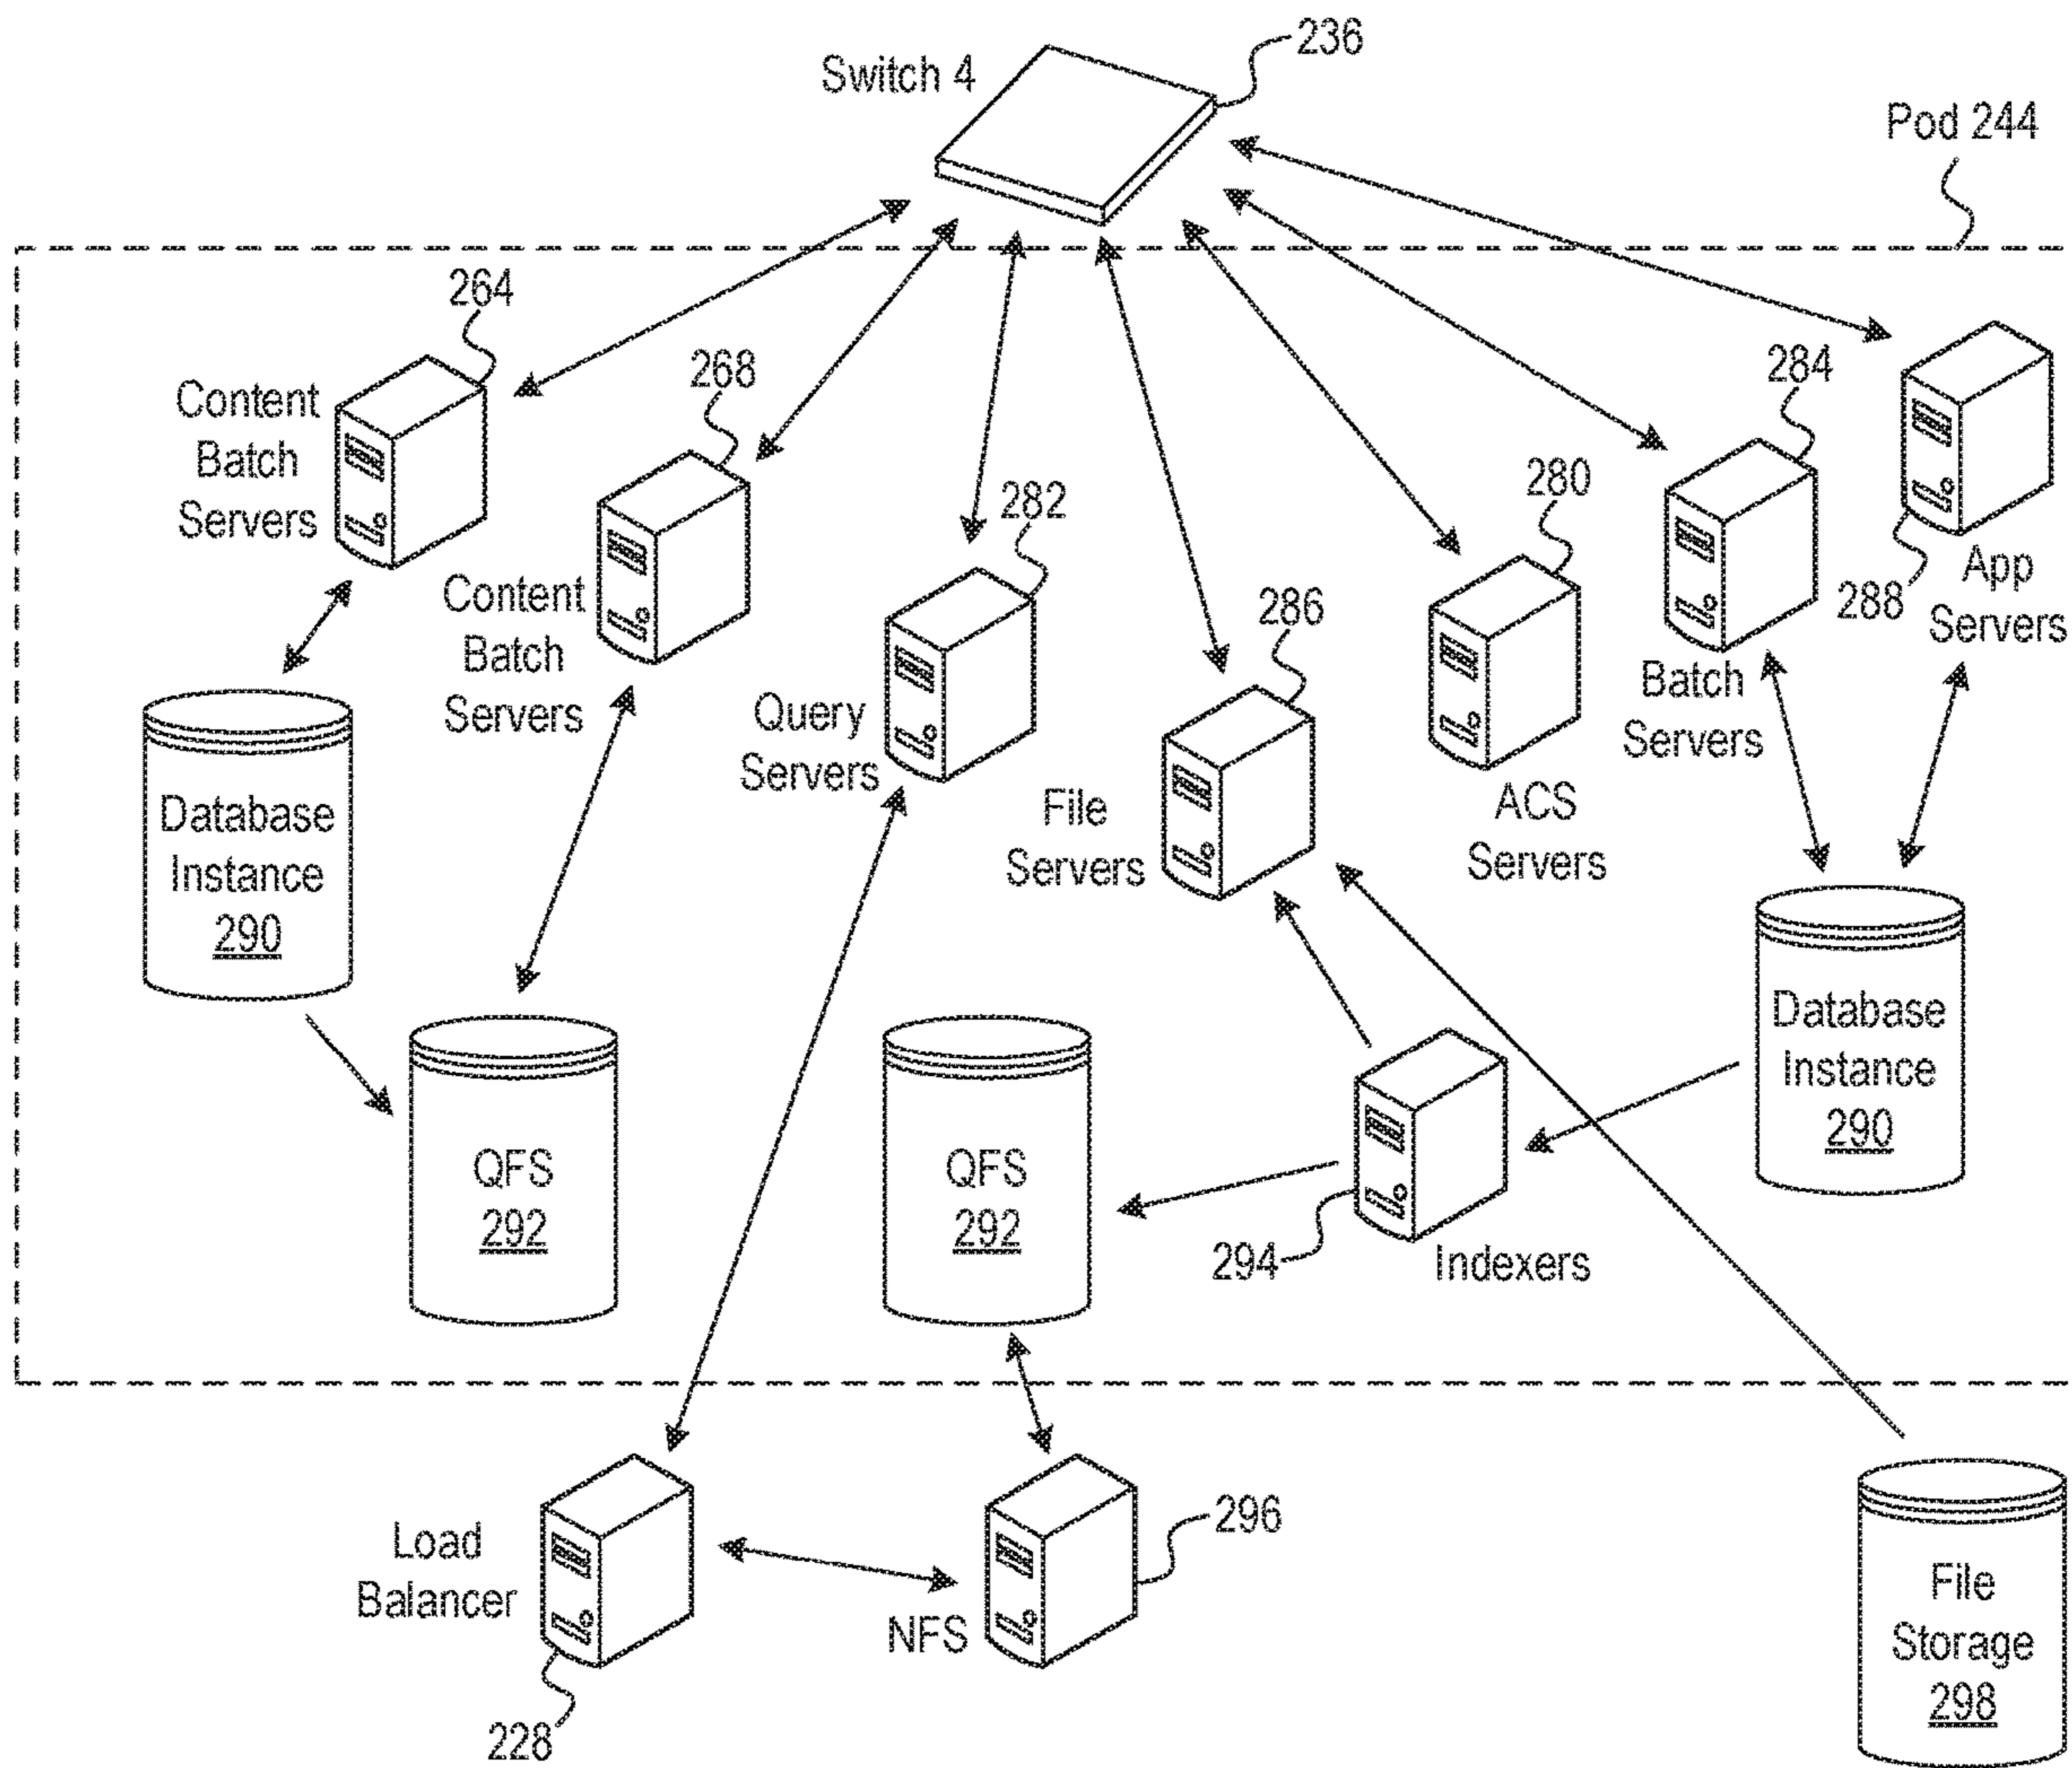 236
Switch 4
Pod 244
264
Content
Batch
Servers
268
Content
Batch
Servers
282
Query
Servers
286
File
Servers
280
ACS
Servers
284
Batch
Servers
288
App
Servers
Database
Instance
290
Database
Instance
290
QFS
292
QFS
292
294
Indexers
Load
Balancer
228
NFS
296
File
Storage
298